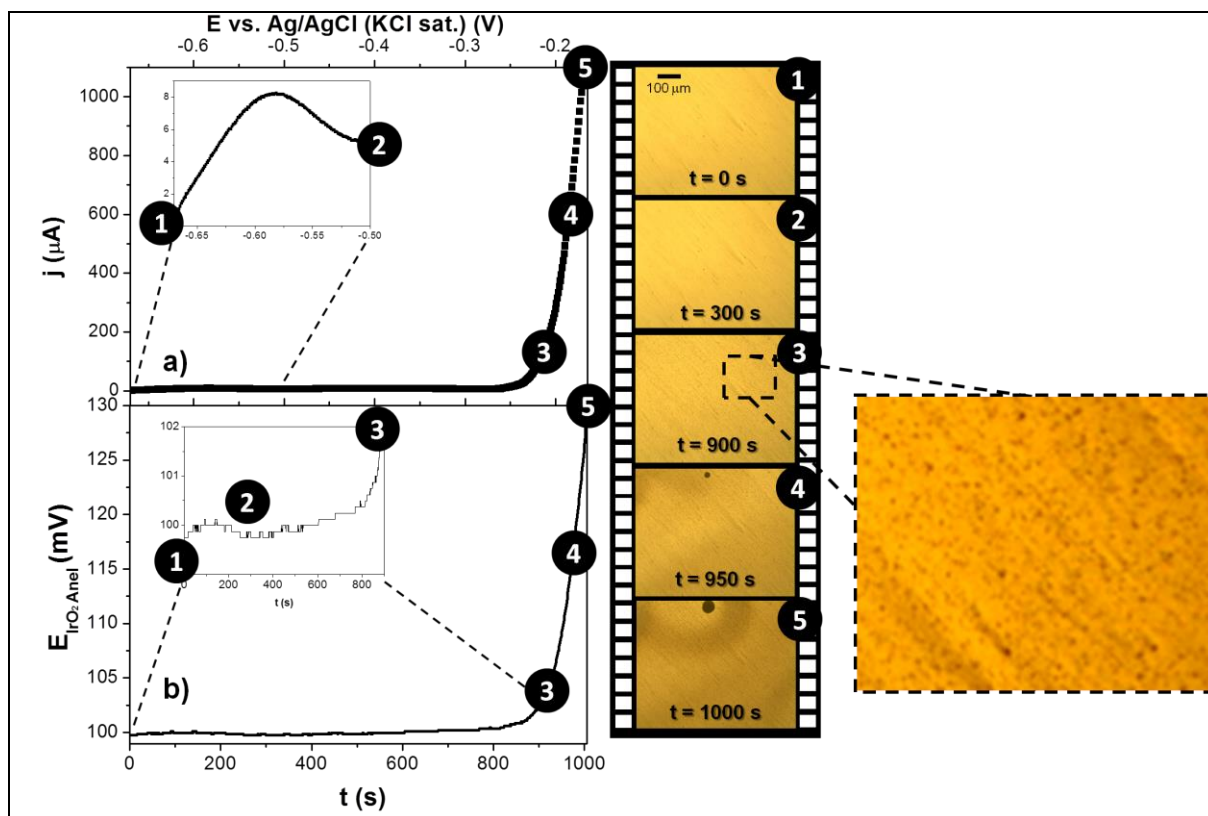 E vs. Ag/AgCl (KCl sat.) (V)
-0.6 -0.5 -0.4 -0.3 -0.2
j (μA)
1000
800
600
400
200
0
8
6
4
2
-0.65 -0.60 -0.55 -0.50
1
2
3
4
5
a)
E IrO₂ Anel (mV)
130
125
120
115
110
105
100
102
101
100
0 200 400 600 800
t (s)
1
2
3
3
4
5
b)
0 200 400 600 800 1000
t (s)
1
100 μm
t = 0 s
2
t = 300 s
3
t = 900 s
4
t = 950 s
5
t = 1000 s